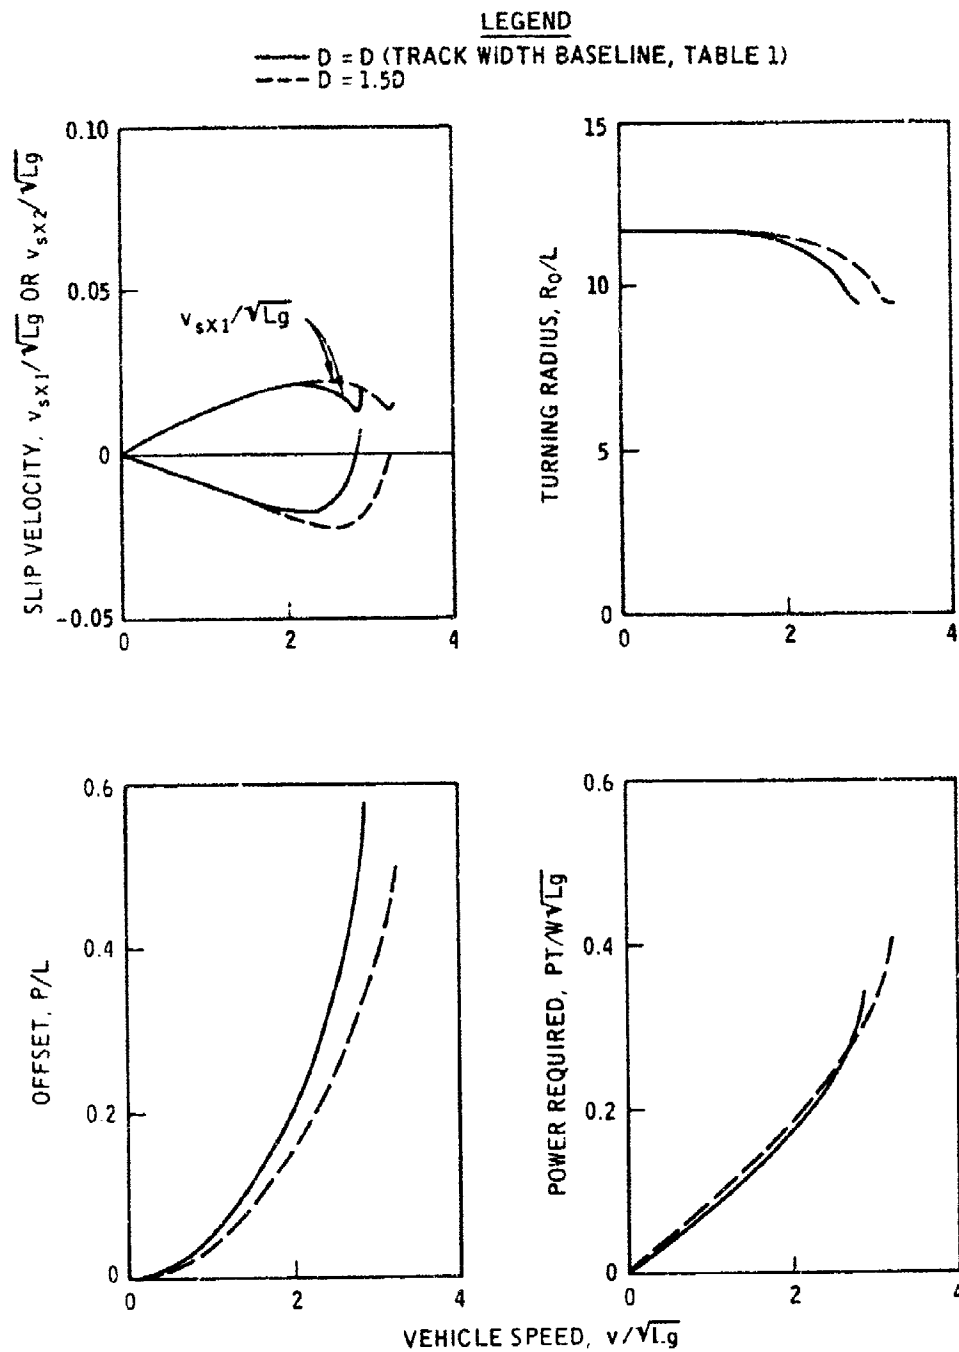 LEGEND
D = D (TRACK WIDTH BASELINE, TABLE 1)
D = 1.5D
SLIP VELOCITY, v_sX1/√Lg OR v_sX2/√Lg
0.10
0.05
0
-0.05
v_sX1/√Lg
0 2 4
TURNING RADIUS, R_0/L
15
10
5
0
0 2 4
OFFSET, P/L
0.6
0.4
0.2
0
0 2 4
POWER REQUIRED, PT/W√Lg
0.6
0.4
0.2
0
0 2 4
VEHICLE SPEED, v/√Lg